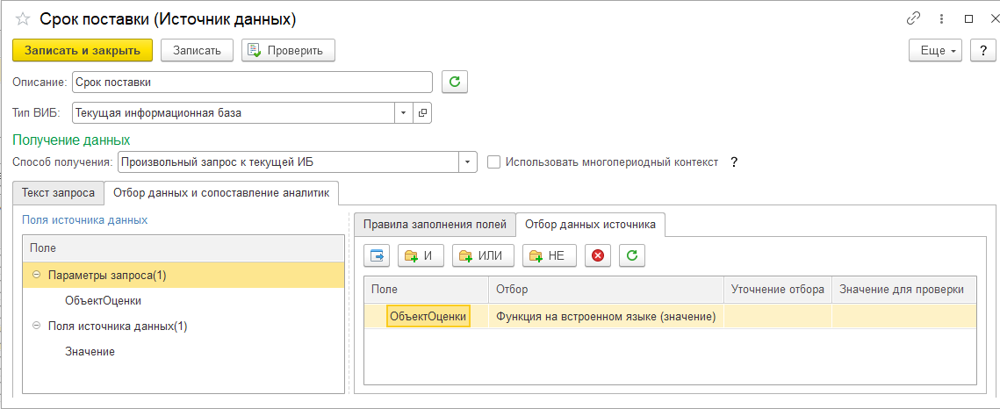 Срок поставки (Источник данных)
Записать и закрыть Записать Проверить Еще ?
Описание: Срок поставки
Тип ВИБ: Текущая информационная база
Получение данных
Способ получения: Произвольный запрос к текущей ИБ Использовать многопериодный контекст ?
Текст запроса Отбор данных и сопоставление аналитик
Поля источника данных
Поле
Параметры запроса(1)
ОбъектОценки
Поля источника данных(1)
Значение
Правила заполнения полей Отбор данных источника
И ИЛИ НЕ
Поле Отбор Уточнение отбора Значение для проверки
ОбъектОценки Функция на встроенном языке (значение)